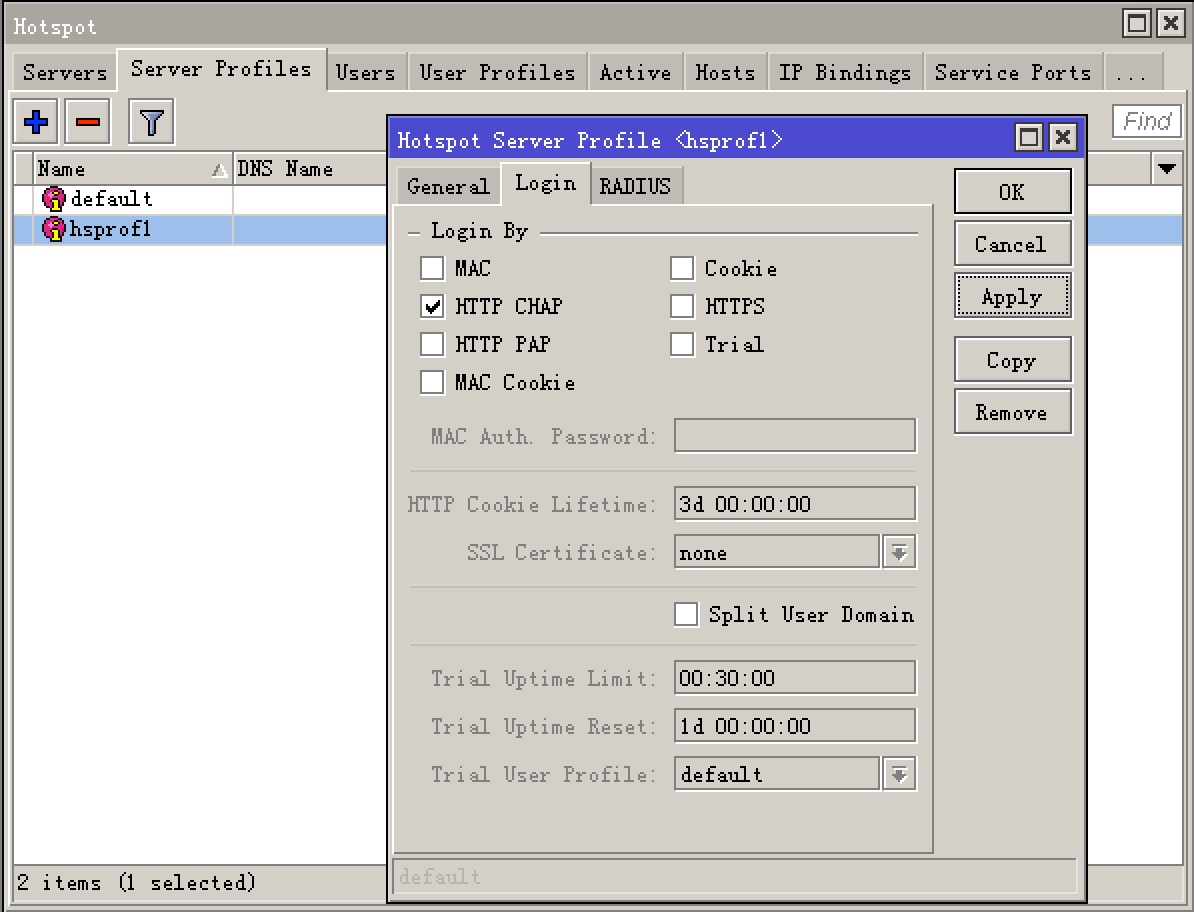 Hotspot
Servers Server Profiles Users User Profiles Active Hosts IP Bindings Service Ports ...
Find
Name DNS Name
default
hsprof1
2 items (1 selected)
Hotspot Server Profile <hsprof1>
General Login RADIUS
Login By
MAC Cookie
HTTP CHAP HTTPS
HTTP PAP Trial
MAC Cookie
MAC Auth. Password:
HTTP Cookie Lifetime: 3d 00:00:00
SSL Certificate: none
Split User Domain
Trial Uptime Limit: 00:30:00
Trial Uptime Reset: 1d 00:00:00
Trial User Profile: default
default
OK
Cancel
Apply
Copy
Remove